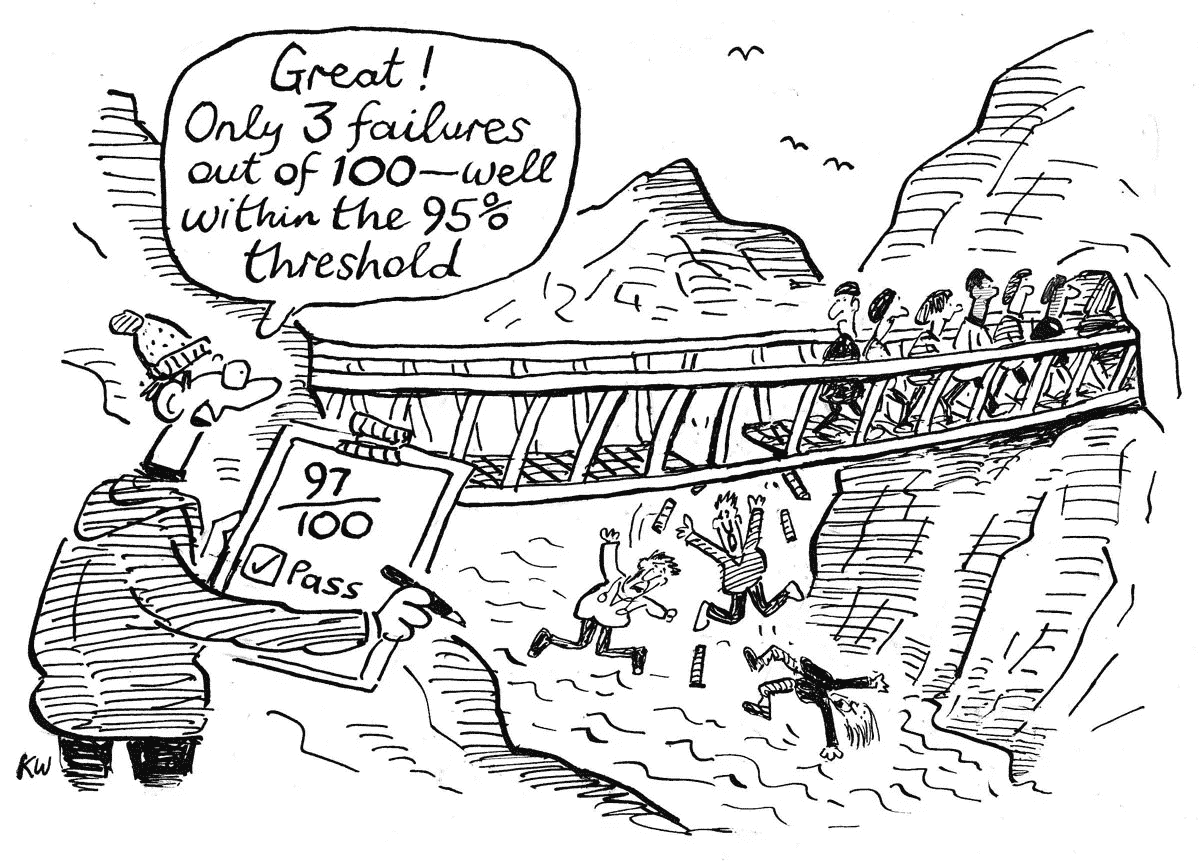 Great!
Only 3 failures
out of 100—well
within the 95%
threshold
97
100
✓ Pass
KW